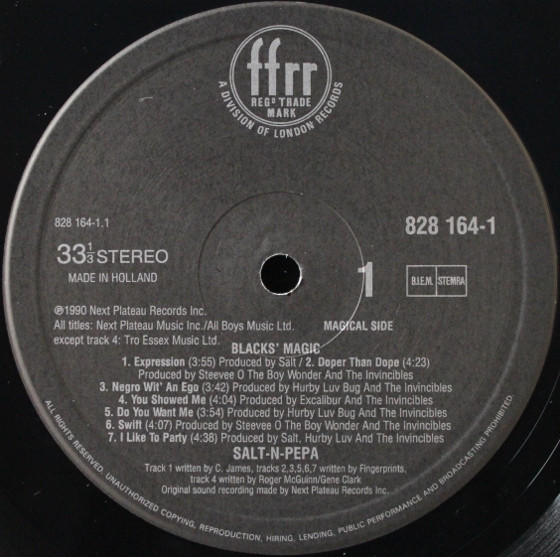 ffrr
REGD TRADE
MARK
A DIVISION OF LONDON RECORDS
828 164-1.1
828 164-1
33⅓ STEREO
MADE IN HOLLAND
1
B.I.E.M. STEMRA
℗1990 Next Plateau Records Inc.
All titles: Next Plateau Music Inc./All Boys Music Ltd.
except track 4: Tro Essex Music Ltd.
MAGICAL SIDE
BLACKS' MAGIC
1. Expression (3:55) Produced by Salt / 2. Doper Than Dope (4:23)
Produced by Steevee O The Boy Wonder And The Invincibles
3. Negro Wit' An Ego (3:42) Produced by Hurby Luv Bug And The Invincibles
4. You Showed Me (4:04) Produced by Excalibur And The Invincibles
5. Do You Want Me (3:54) Produced by Hurby Luv Bug And The Invincibles
6. Swift (4:07) Produced by Steevee O The Boy Wonder And The Invincibles
7. I Like To Party (4:38) Produced by Salt, Hurby Luv Bug And The Invincibles
SALT-N-PEPA
Track 1 written by C. James, tracks 2,3,5,6,7 written by Fingerprints,
track 4 written by Roger McGuinn/Gene Clark
Original sound recording made by Next Plateau Records Inc.
ALL RIGHTS RESERVED. UNAUTHORIZED COPYING, REPRODUCTION, HIRING, LENDING, PUBLIC PERFORMANCE AND BROADCASTING PROHIBITED.